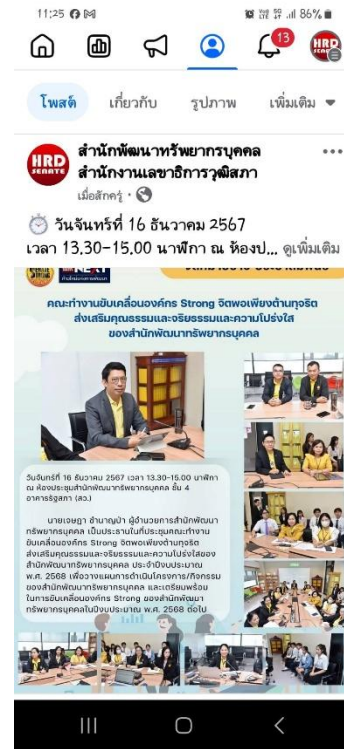 11:25
86%
13
HRD
โพสต์
เกี่ยวกับ
รูปภาพ
เพิ่มเติม
HRD
SENATE
สำนักพัฒนาทรัพยากรบุคคล
สำนักงานเลขาธิการวุฒิสภา
เมื่อสักครู่ ·
วันจันทร์ที่ 16 ธันวาคม 2567
เวลา 13.30-15.00 นาฬิกา ณ ห้องป... ดูเพิ่มเติม
NEXT
คณะทำงานขับเคลื่อนองค์กร Strong จิตพอเพียงต้านทุจริต
ส่งเสริมคุณธรรมและจริยธรรมและความโปร่งใส
ของสำนักพัฒนาทรัพยากรบุคคล
วันจันทร์ที่ 16 ธันวาคม 2567 เวลา 13.30-15.00 นาฬิกา
ณ ห้องประชุมสำนักพัฒนาทรัพยากรบุคคล ชั้น 4
อาคารรัฐสภา (สว.)
นายเจษฎา ชำนาญป่า ผู้อำนวยการสำนักพัฒนา
ทรัพยากรบุคคล เป็นประธานในที่ประชุมคณะทำงาน
ขับเคลื่อนองค์กร Strong จิตพอเพียงต้านทุจริต
ส่งเสริมคุณธรรมและจริยธรรมและความโปร่งใสของ
สำนักพัฒนาทรัพยากรบุคคล ประจำปีงบประมาณ
พ.ศ. 2568 เพื่อวางแผนการดำเนินโครงการ/กิจกรรม
ของสำนักพัฒนาทรัพยากรบุคคล และเตรียมพร้อม
ในการขับเคลื่อนองค์กร Strong ของสำนักพัฒนา
ทรัพยากรบุคคลในปีงบประมาณ พ.ศ. 2568 ต่อไป